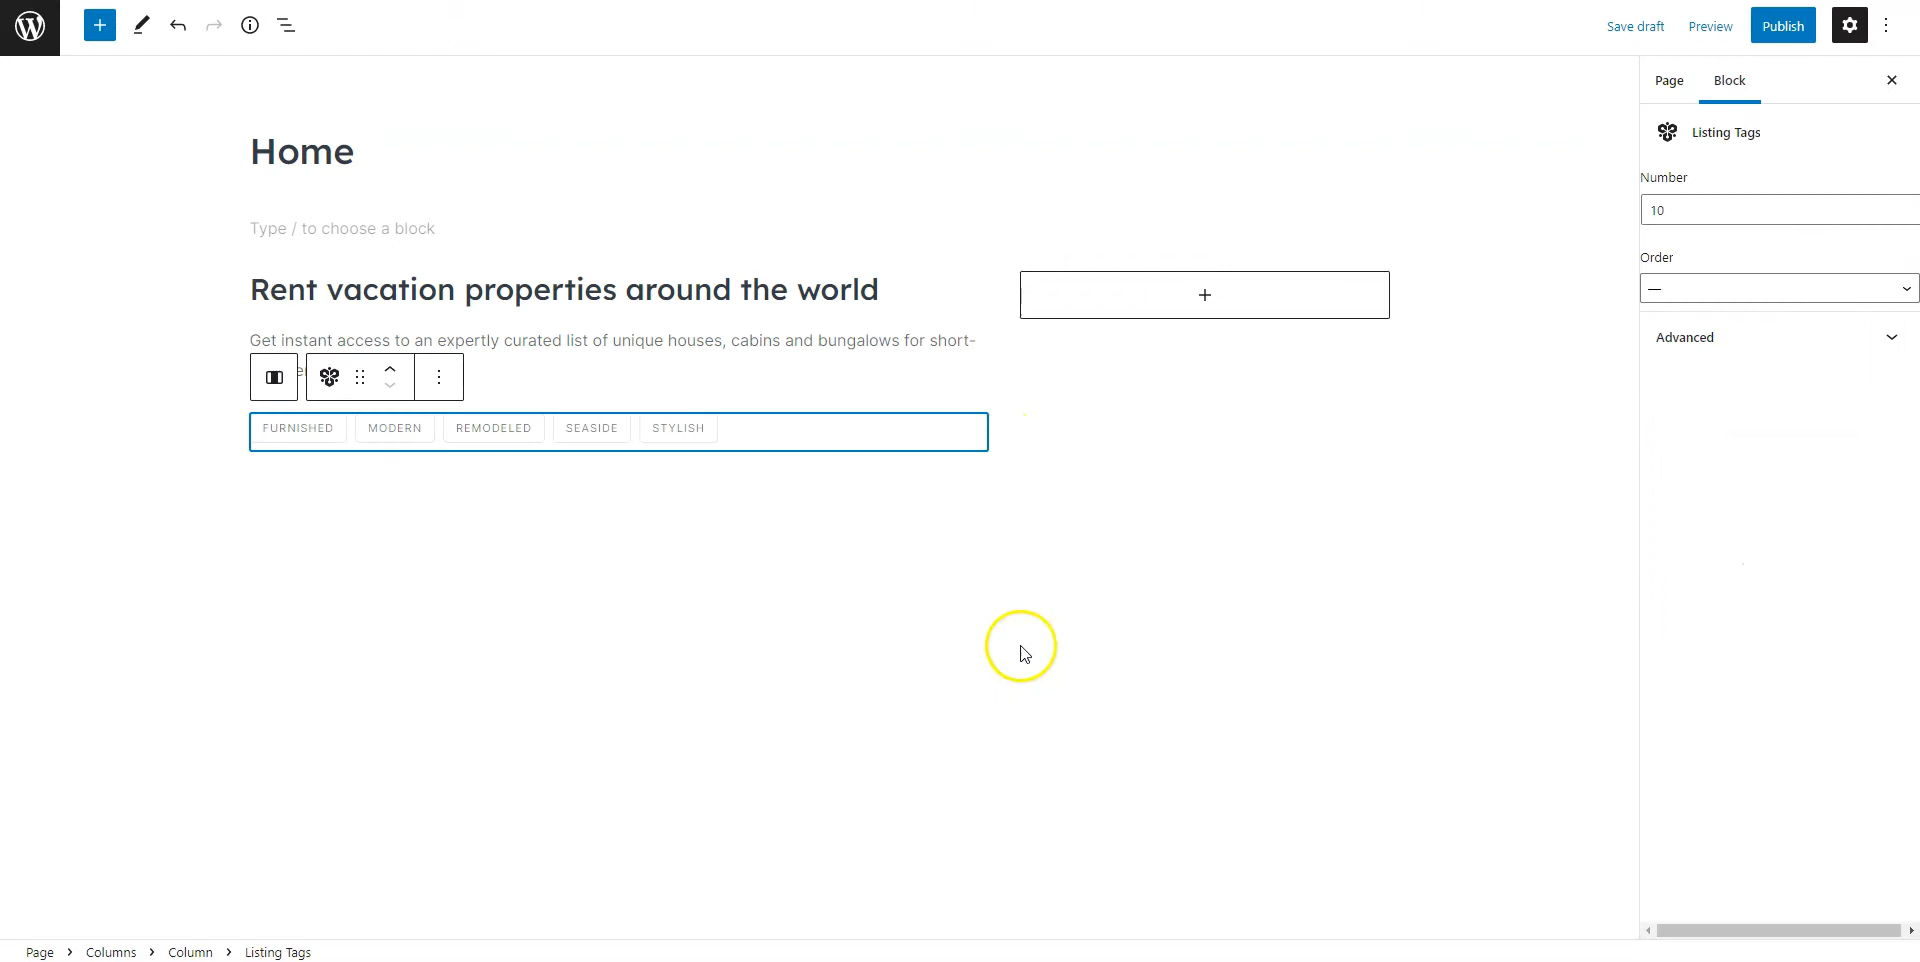 Save draft Preview Publish
Page Block
Listing Tags
Number
10
Order
—
Advanced
Home
Type / to choose a block
Rent vacation properties around the world
Get instant access to an expertly curated list of unique houses, cabins and bungalows for short-
FURNISHED MODERN REMODELED SEASIDE STYLISH
Page > Columns > Column > Listing Tags